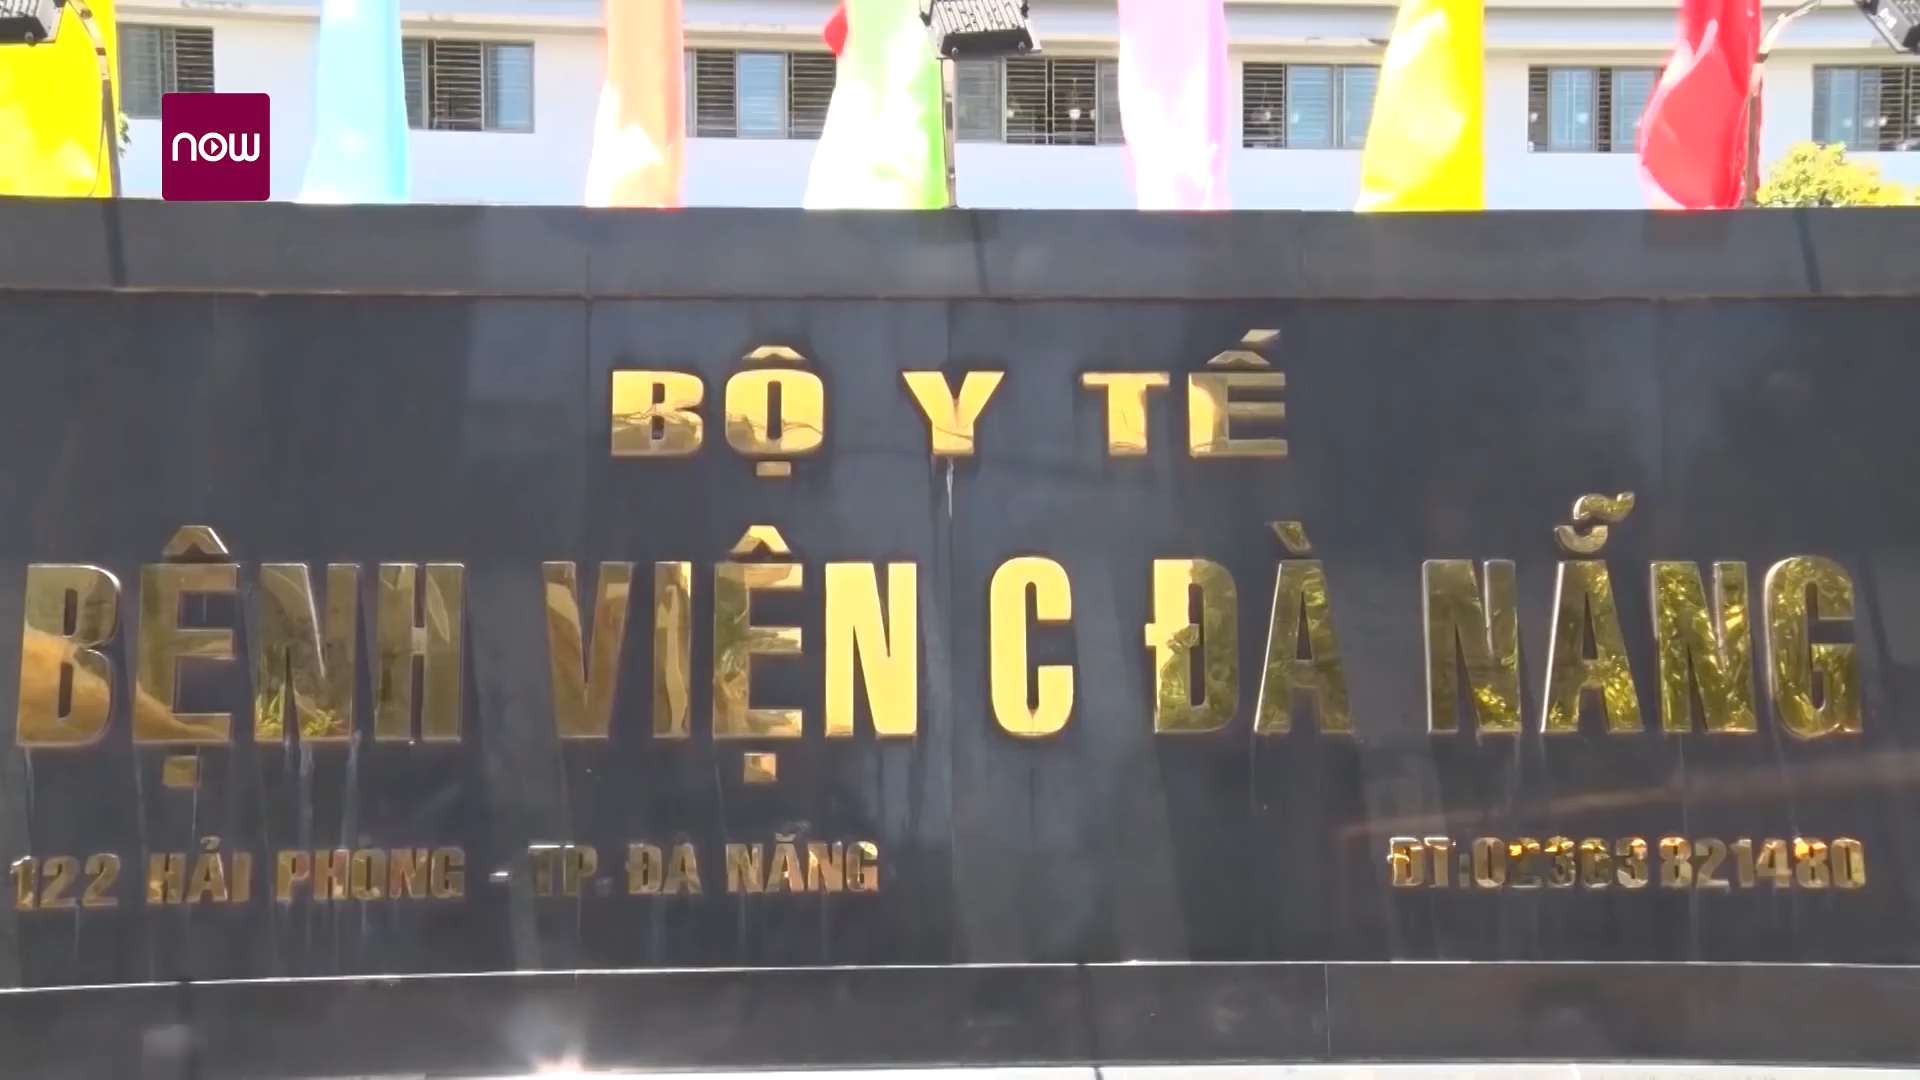 now
BỘ Y TẾ
BỆNH VIỆN C ĐÀ NẴNG
122 HẢI PHÒNG - TP. ĐÀ NẴNG
ĐT:02363 821480